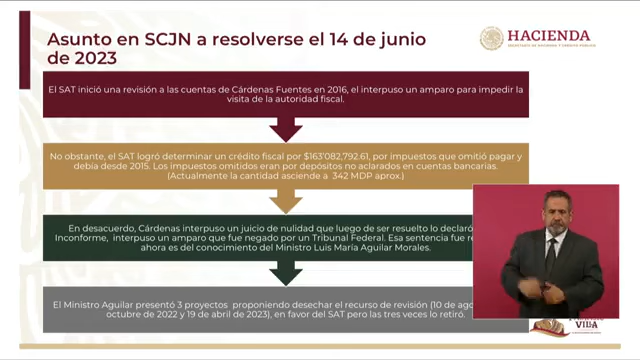 Asunto en SCJN a resolverse el 14 de junio
de 2023
HACIENDA
SECRETARÍA DE HACIENDA Y CRÉDITO PÚBLICO
El SAT inició una revisión a las cuentas de Cárdenas Fuentes en 2016, el interpuso un amparo para impedir la
visita de la autoridad fiscal.
No obstante, el SAT logró determinar un crédito fiscal por $163,082,792.61, por impuestos que omitió pagar y
debía desde 2015. Los impuestos omitidos eran por depósitos no aclarados en cuentas bancarias.
(Actualmente la cantidad asciende a 342 MDP aprox.)
En desacuerdo, Cárdenas interpuso un juicio de nulidad que luego de ser resuelto lo declaró
Inconforme, interpuso un amparo que fue negado por un Tribunal Federal. Esa sentencia fue
ahora es del conocimiento del Ministro Luis María Aguilar Morales.
El Ministro Aguilar presentó 3 proyectos proponiendo desechar el recurso de revisión (10 de
octubre de 2022 y 19 de abril de 2023), en favor del SAT pero las tres veces lo retiró.
VILLA